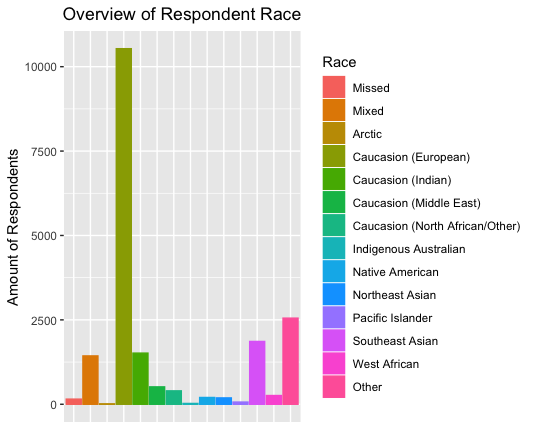 Overview of Respondent Race
Amount of Respondents
10000
7500
5000
2500
0
Race
Missed
Mixed
Arctic
Caucasion (European)
Caucasion (Indian)
Caucasion (Middle East)
Caucasion (North African/Other)
Indigenous Australian
Native American
Northeast Asian
Pacific Islander
Southeast Asian
West African
Other